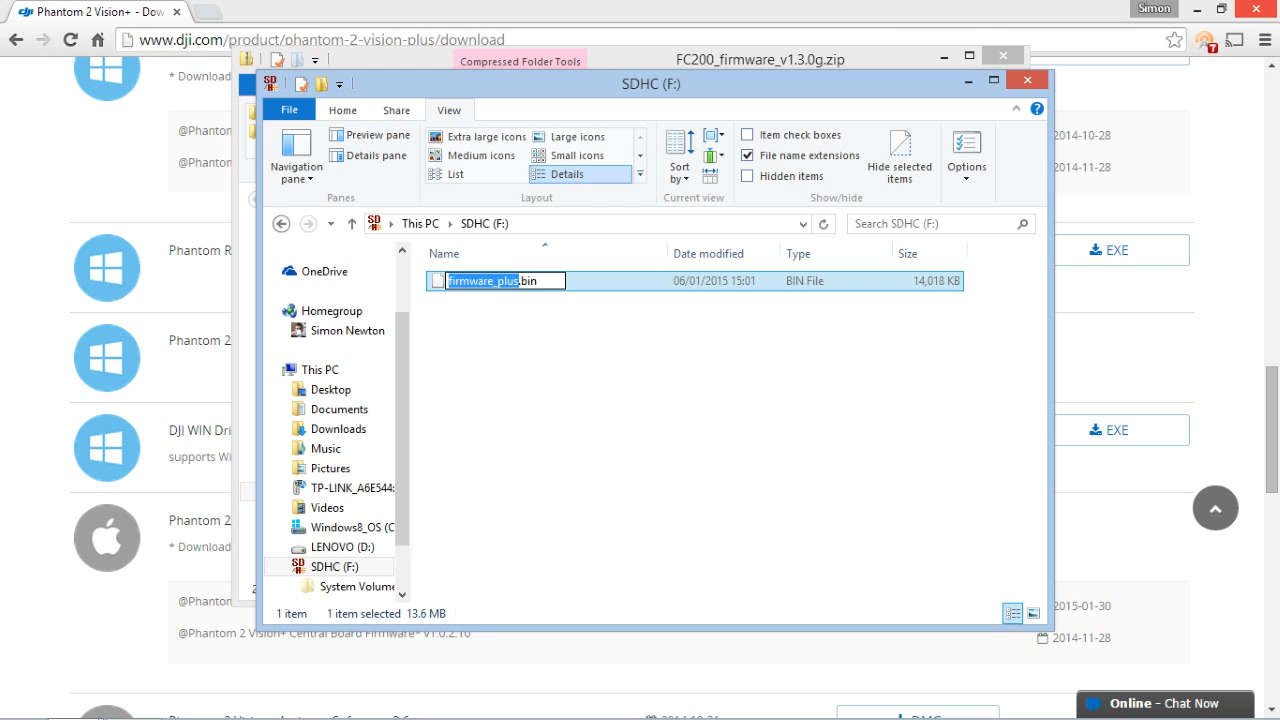 Phantom 2 Vision+ - Dow
Simon
www.dji.com/product/phantom-2-vision-plus/download
7
Compressed Folder Tools
FC200_firmware_v1.3.0g.zip
* Download
@Phantom
@Phantom
2014-10-28
2014-11-28
SDHC (F:)
File
Home
Share
View
Navigation pane
Preview pane
Details pane
Panes
Extra large icons
Large icons
Medium icons
Small icons
List
Details
Layout
Sort by
Current view
Item check boxes
File name extensions
Hidden items
Hide selected items
Options
Show/hide
This PC
SDHC (F:)
Search SDHC (F:)
Name
Date modified
Type
Size
firmware_plus.bin
06/01/2015 15:01
BIN File
14,018 KB
OneDrive
Homegroup
Simon Newton
This PC
Desktop
Documents
Downloads
Music
Pictures
TP-LINK_A6E544:
Videos
Windows8_OS (C
LENOVO (D:)
SDHC (F:)
System Volume
1 item
1 item selected
13.6 MB
Phantom R
EXE
Phantom 2
DJI WIN Dri
supports Wi
EXE
Phantom 2
* Download
@Phantom
2015-01-30
@Phantom 2 Vision+ Central Board Firmware* V1.0.2.10
2014-11-28
Online - Chat Now